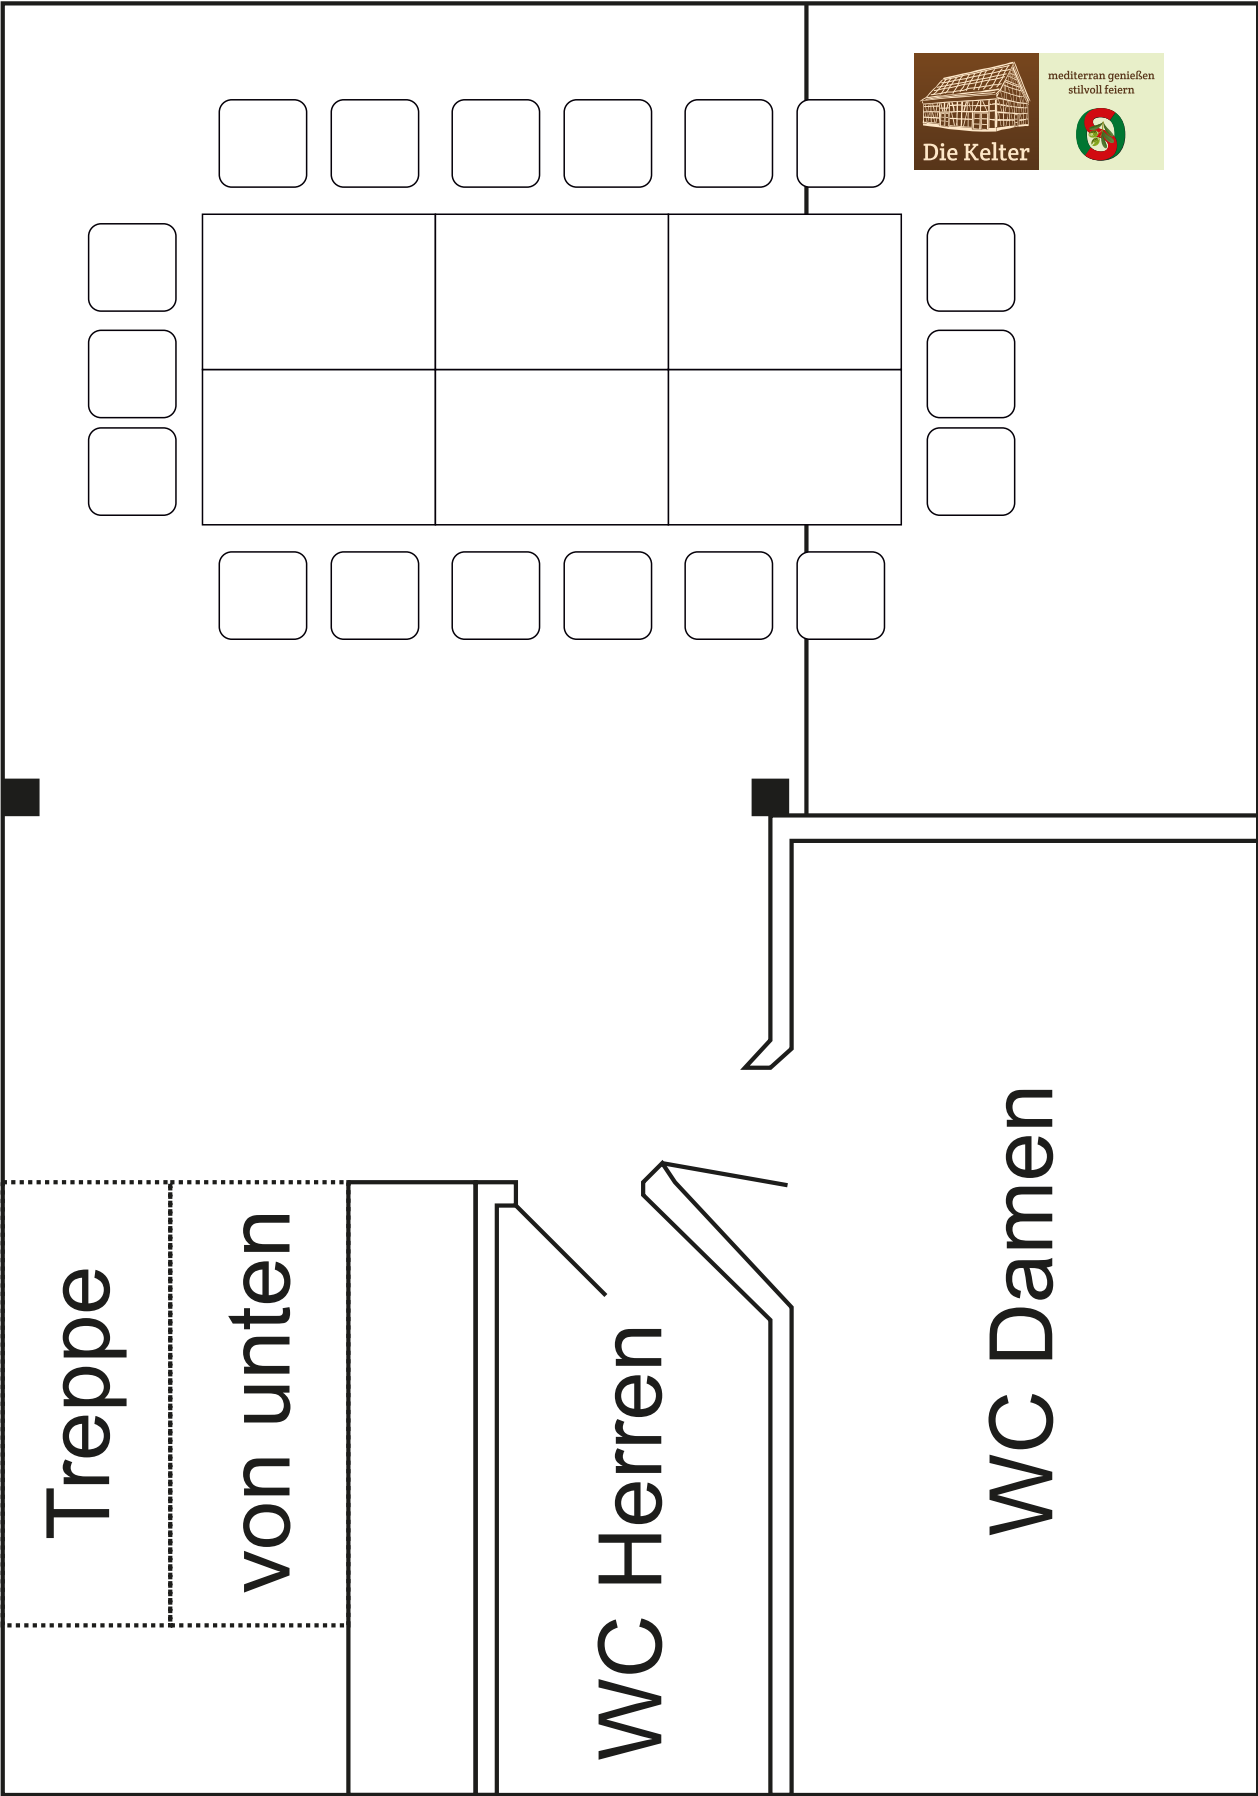 Die Kelter
mediterran genießen
stilvoll feiern
Treppe
von unten
WC Herren
WC Damen